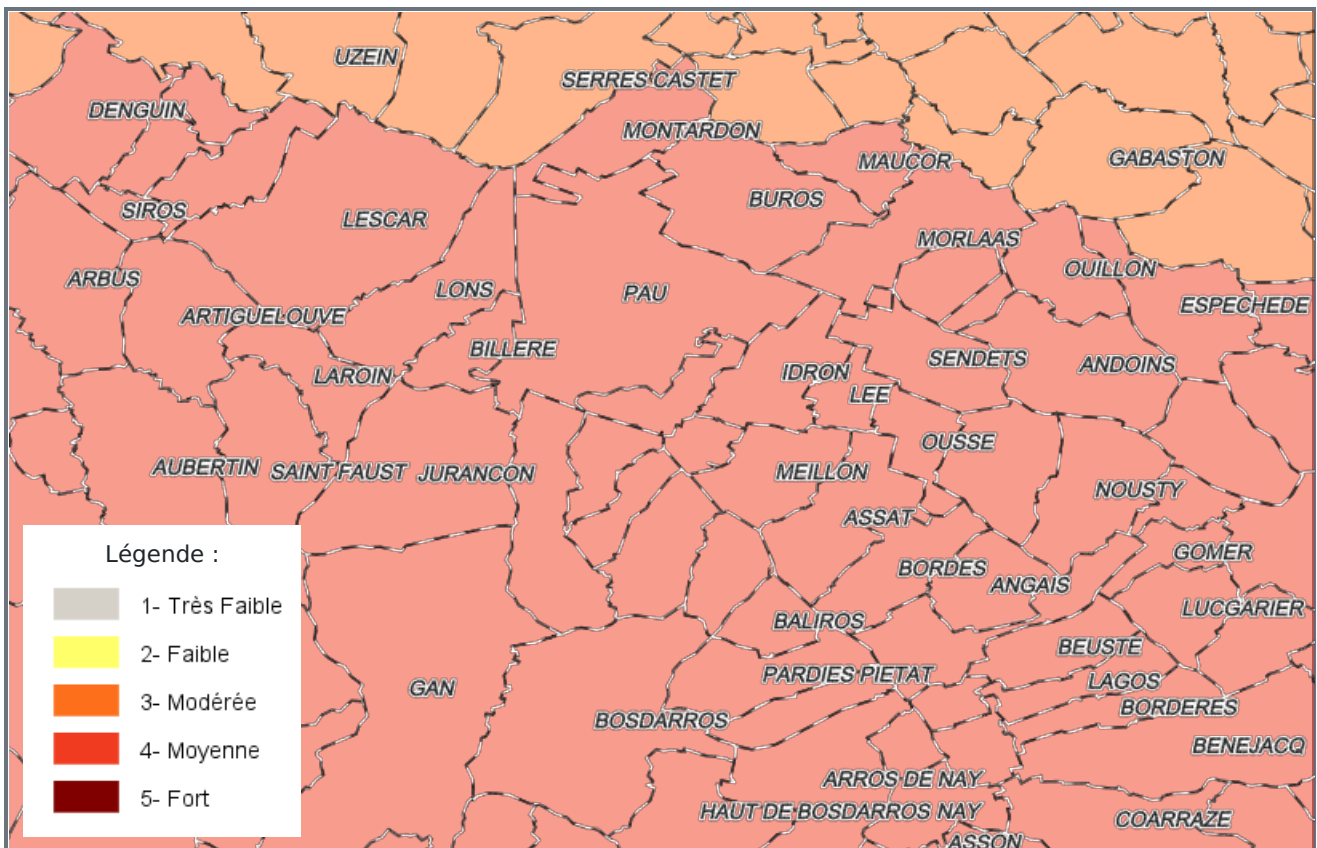 UZEIN
SERRES CASTET
DENGUIN
MONTARDON
MAUCOR
GABASTON
BUROS
SIROS
LESCAR
MORLAAS
OUILLON
ARBUS
LONS
PAU
ESPECHEDE
ARTIGUELOUVE
BILLERE
SENDETS
ANDOINS
LAROIN
IDRON
LEE
OUSSE
AUBERTIN
SAINT FAUST
JURANCON
MEILLON
NOUSTY
ASSAT
GOMER
BORDES
ANGAIS
LUCGARIER
BALIROS
BEUSTE
PARDIES PIETAT
LAGOS
GAN
BORDERES
BOSDARROS
BENEJACQ
ARROS DE NAY
HAUT DE BOSDARROS NAY
COARRAZE
ASSON
Légende :
1- Très Faible
2- Faible
3- Modérée
4- Moyenne
5- Fort